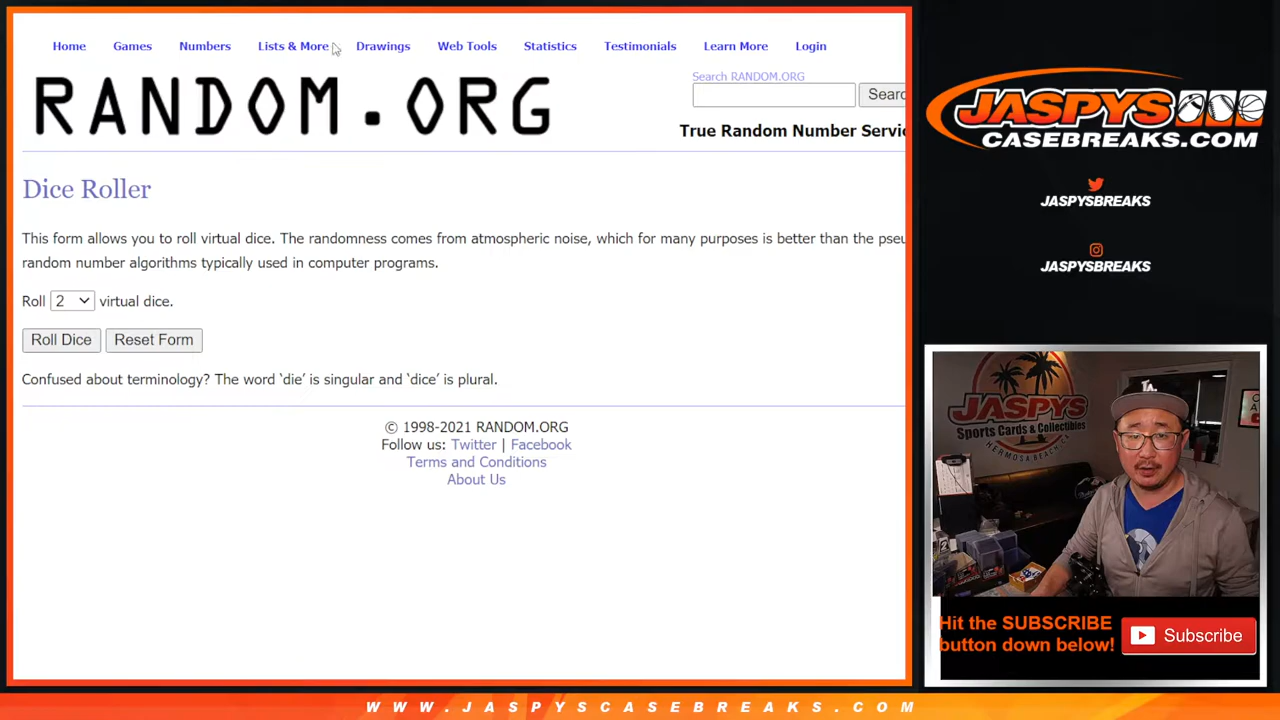 Home Games Numbers Lists & More Drawings Web Tools Statistics Testimonials Learn More Login
RANDOM.ORG
Search RANDOM.ORG
Searc
True Random Number Servic
Dice Roller
This form allows you to roll virtual dice. The randomness comes from atmospheric noise, which for many purposes is better than the pseu
random number algorithms typically used in computer programs.
Roll 2 virtual dice.
Roll Dice Reset Form
Confused about terminology? The word ‘die’ is singular and ‘dice’ is plural.
© 1998-2021 RANDOM.ORG
Follow us: Twitter | Facebook
Terms and Conditions
About Us
JASPYS
CASEBREAKS.COM
JASPYSBREAKS
JASPYSBREAKS
JASPYS
Sports Cards & Collectibles
HERMOSA BEACH, CA
LA
Hit the SUBSCRIBE
button down below!
Subscribe
WWW.JASPYSCASEBREAKS.COM